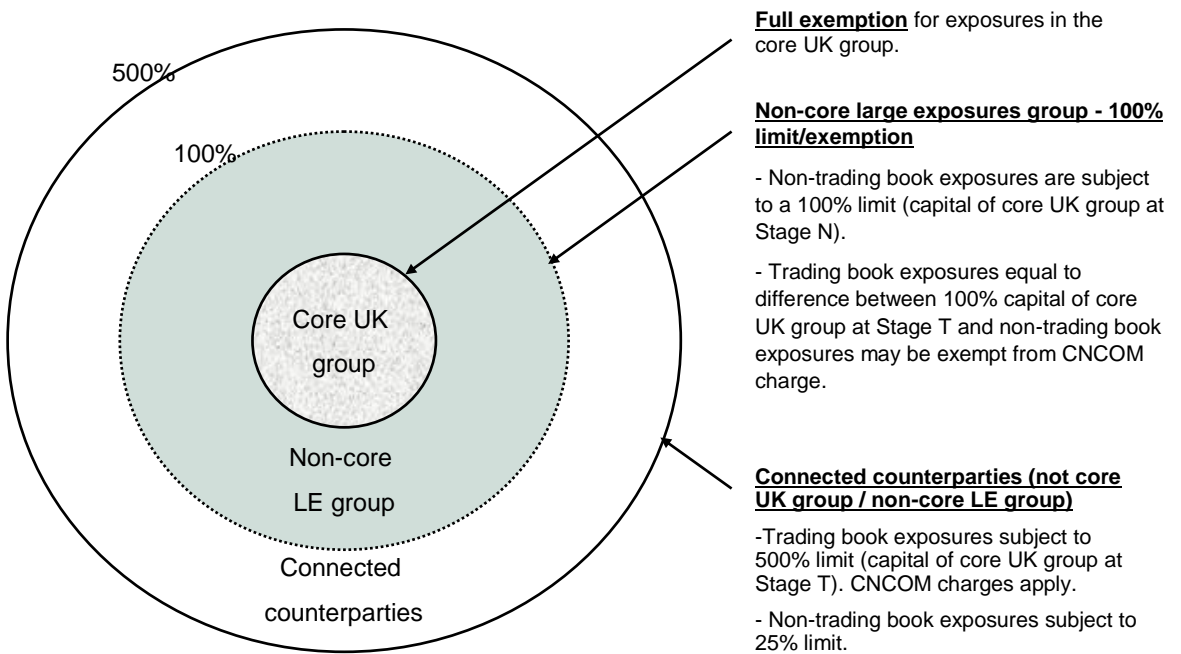 500%
100%
Core UK
group
Non-core
LE group
Connected
counterparties
Full exemption for exposures in the
core UK group.
Non-core large exposures group - 100%
limit/exemption
- Non-trading book exposures are subject
to a 100% limit (capital of core UK group at
Stage N).
- Trading book exposures equal to
difference between 100% capital of core
UK group at Stage T and non-trading book
exposures may be exempt from CNCOM
charge.
Connected counterparties (not core
UK group / non-core LE group)
-Trading book exposures subject to
500% limit (capital of core UK group at
Stage T). CNCOM charges apply.
- Non-trading book exposures subject to
25% limit.